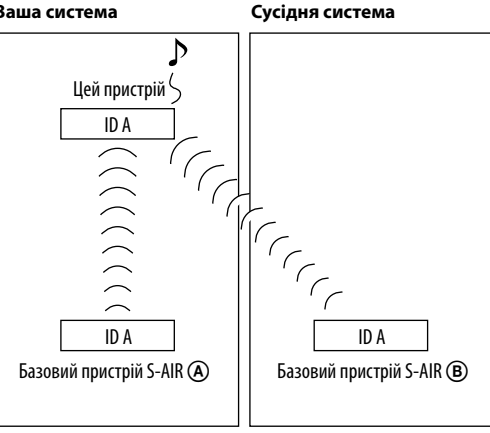 Ваша система
Сусідня система
Цей пристрій
ID A
ID A
ID A
Базовий пристрій S-AIR Ⓐ
Базовий пристрій S-AIR Ⓑ